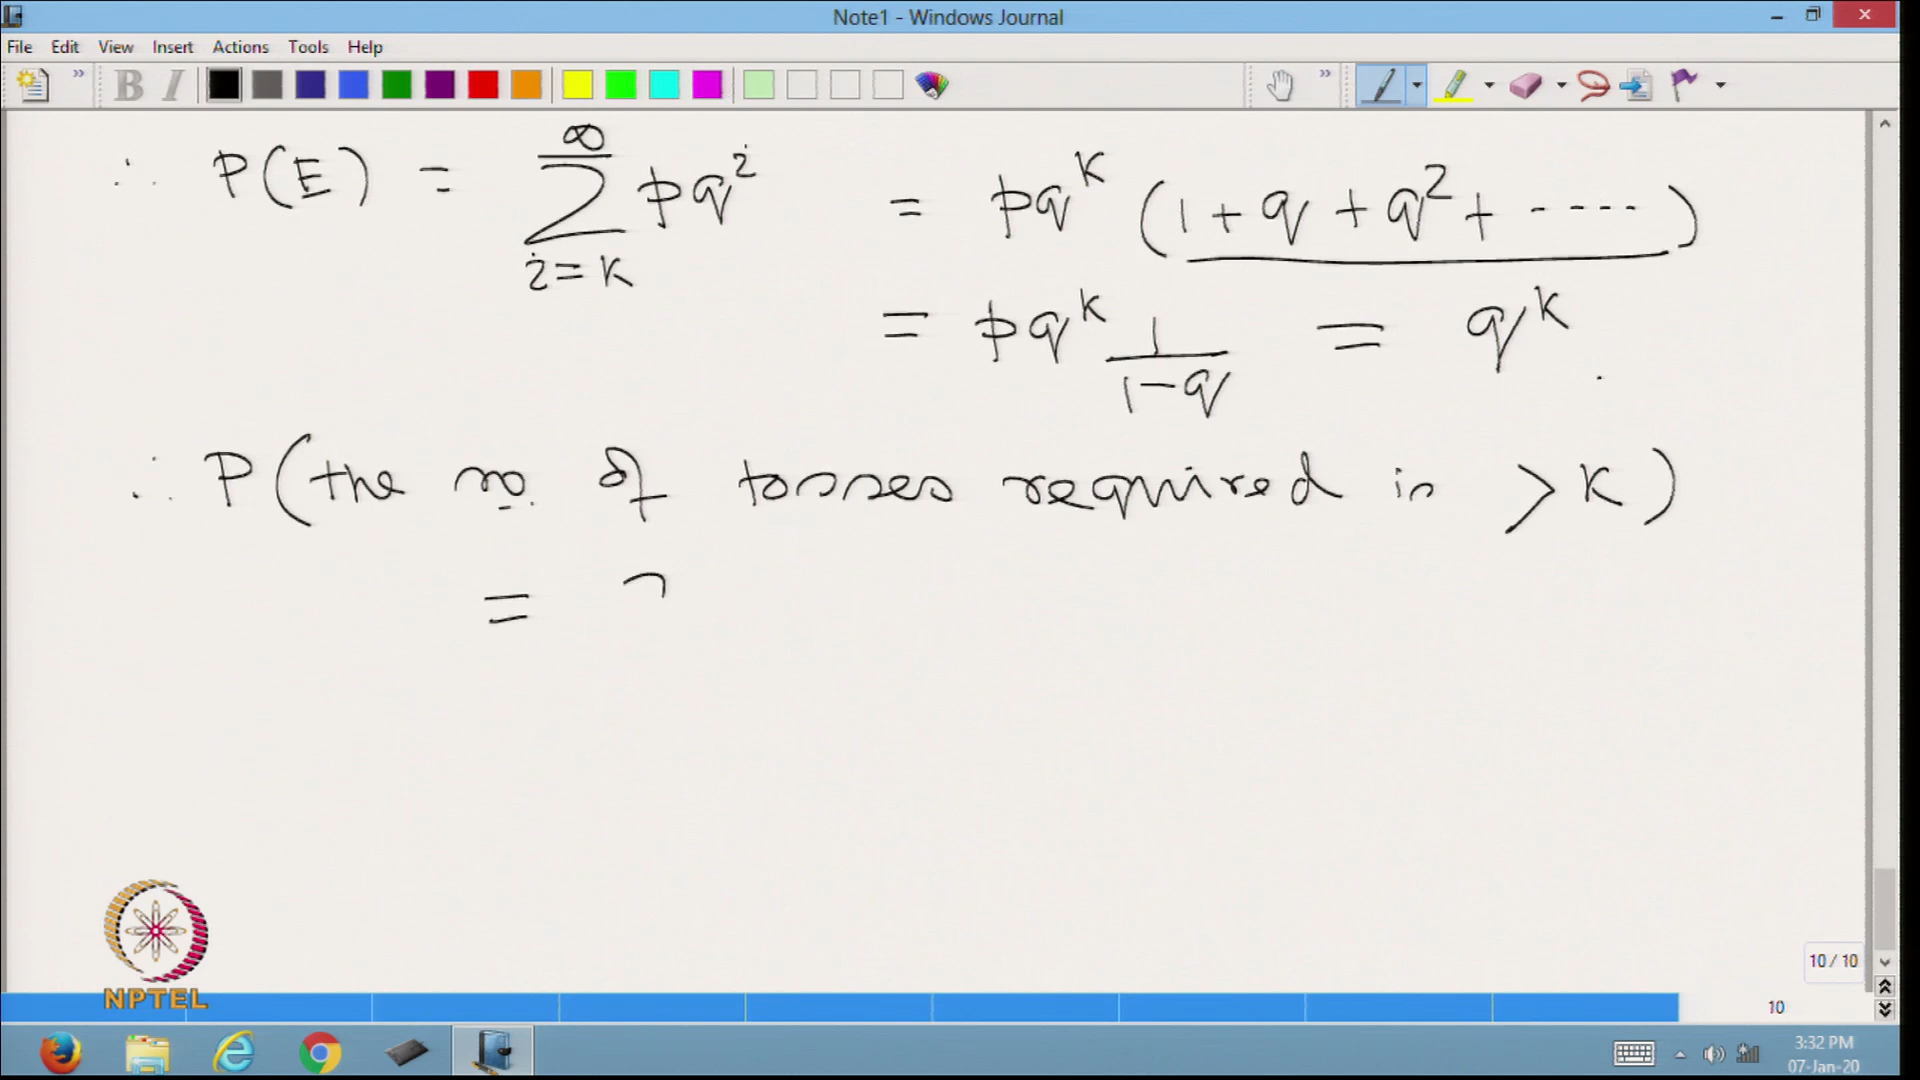 Note1 - Windows Journal
File Edit View Insert Actions Tools Help
∴ P(E) = ∑_{i=k}^{∞} pq^i = pq^k (1 + q + q^2 + ----)
= pq^k 1/(1-q) = q^k .
∴ P(the no. of tosses required is > k)
=
NPTEL
10 / 10
10
3:32 PM
07-Jan-20